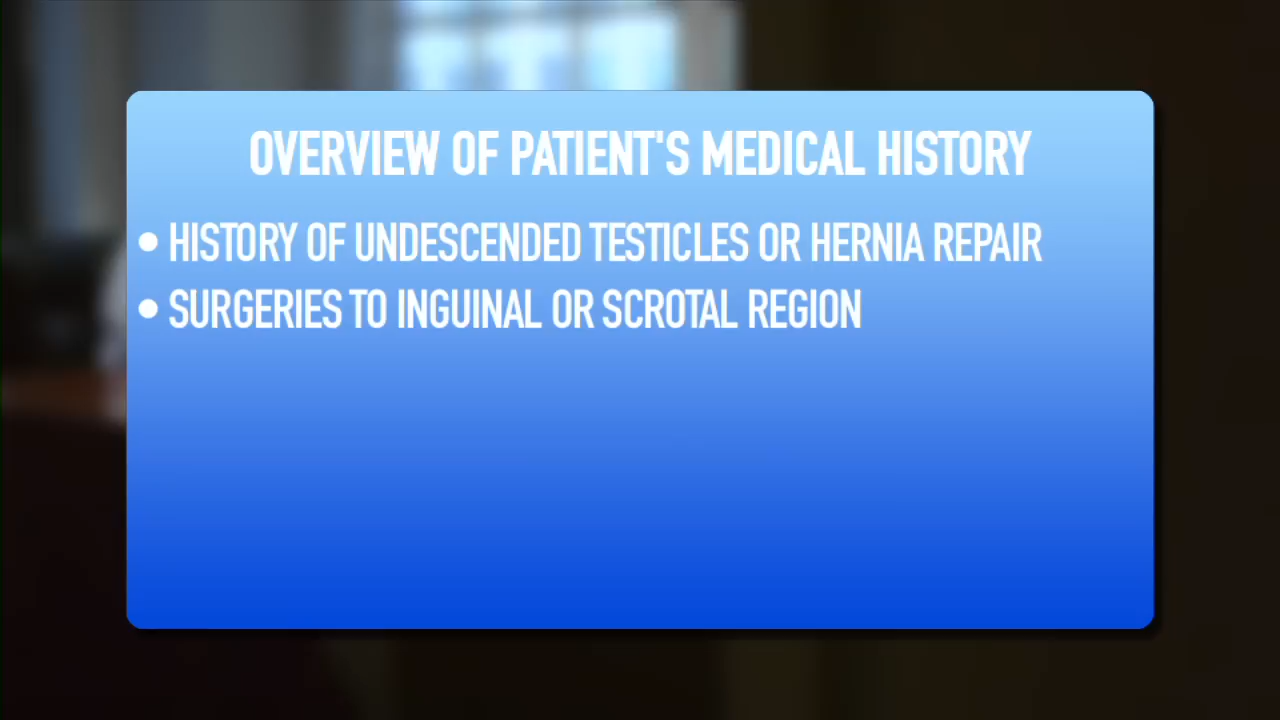 OVERVIEW OF PATIENT'S MEDICAL HISTORY
• HISTORY OF UNDESCENDED TESTICLES OR HERNIA REPAIR
• SURGERIES TO INGUINAL OR SCROTAL REGION